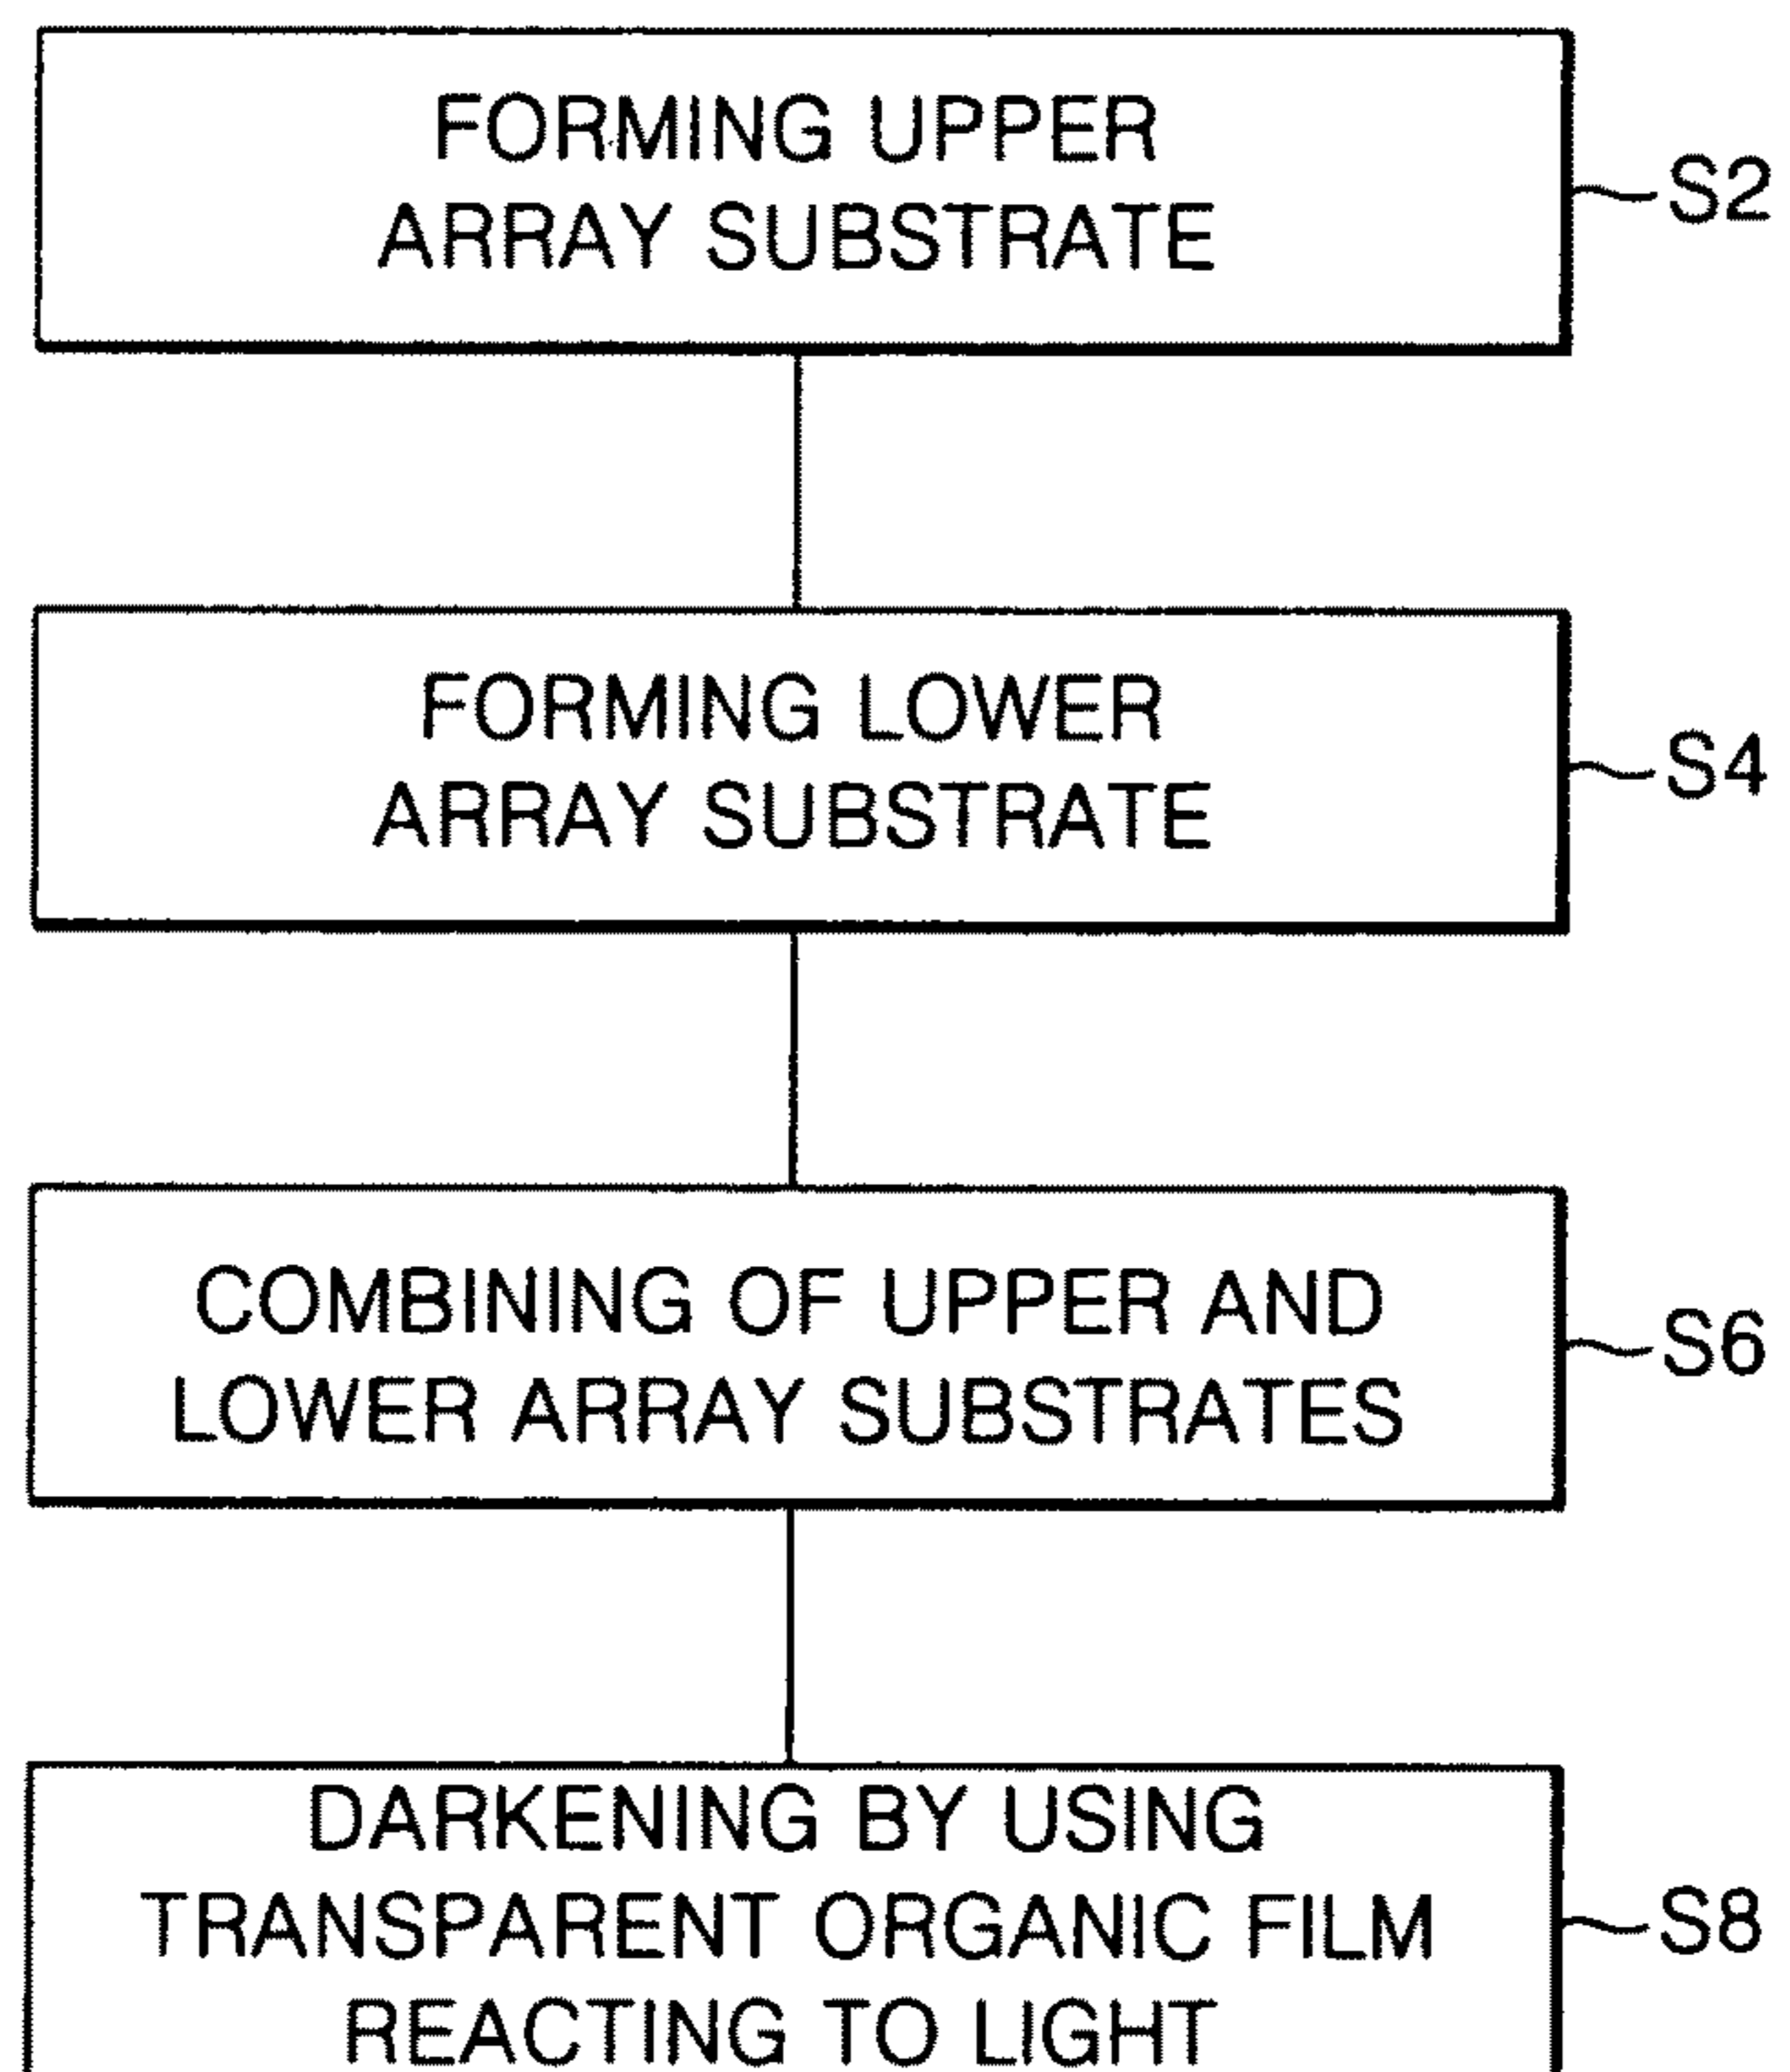 FORMING UPPER
ARRAY SUBSTRATE
S2
FORMING LOWER
ARRAY SUBSTRATE
S4
COMBINING OF UPPER AND
LOWER ARRAY SUBSTRATES
S6
DARKENING BY USING
TRANSPARENT ORGANIC FILM
REACTING TO LIGHT
S8